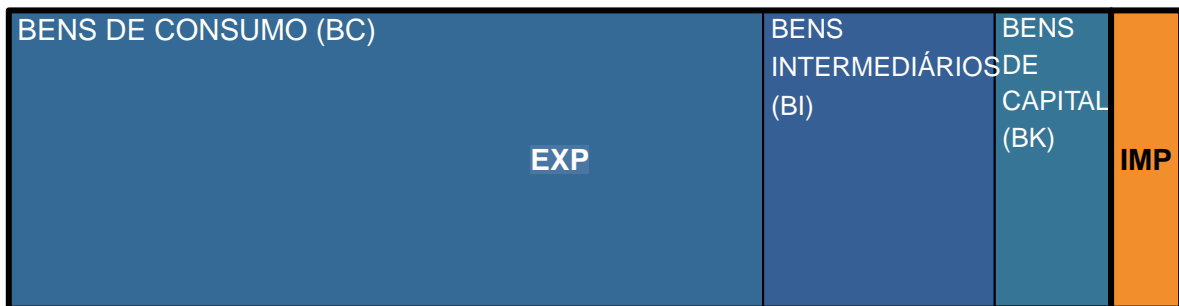 BENS DE CONSUMO (BC)
BENS
INTERMEDIÁRIOS
(BI)
BENS
DE
CAPITAL
(BK)
EXP
IMP